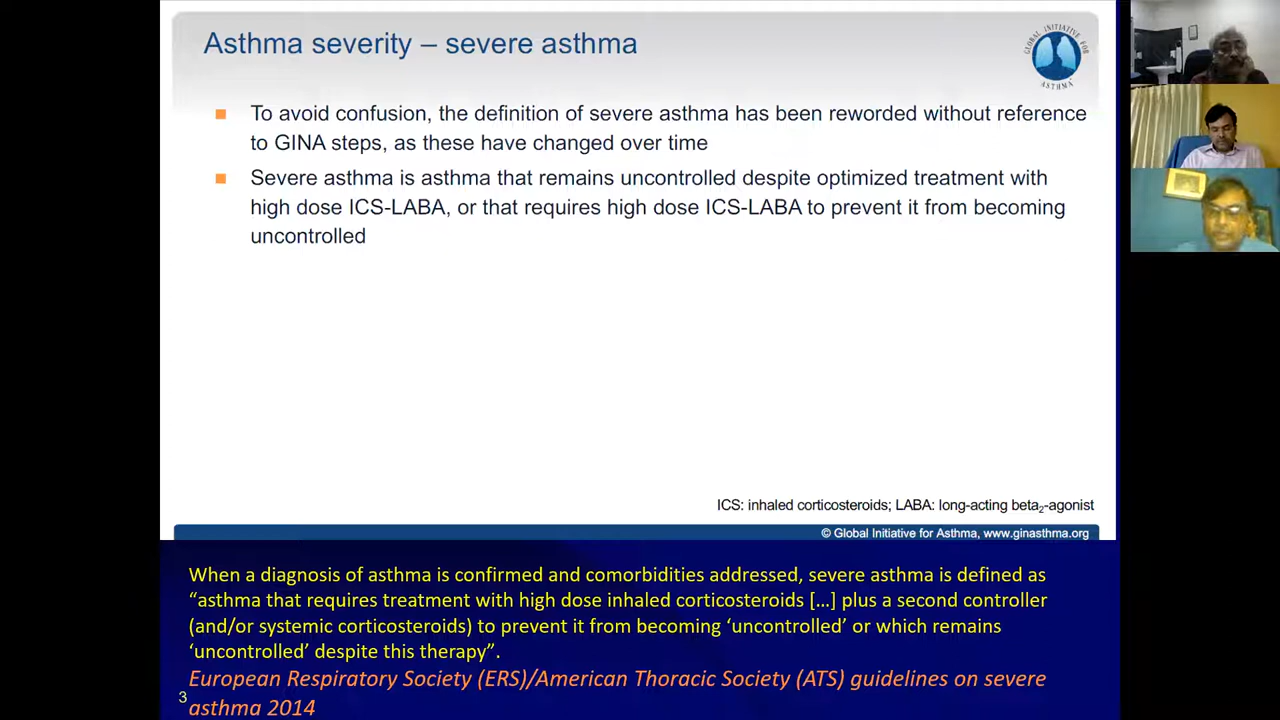 Asthma severity – severe asthma
GLOBAL INITIATIVE FOR
ASTHMA
To avoid confusion, the definition of severe asthma has been reworded without reference
to GINA steps, as these have changed over time
Severe asthma is asthma that remains uncontrolled despite optimized treatment with
high dose ICS-LABA, or that requires high dose ICS-LABA to prevent it from becoming
uncontrolled
ICS: inhaled corticosteroids; LABA: long-acting beta2-agonist
© Global Initiative for Asthma, www.ginasthma.org
When a diagnosis of asthma is confirmed and comorbidities addressed, severe asthma is defined as
“asthma that requires treatment with high dose inhaled corticosteroids […] plus a second controller
(and/or systemic corticosteroids) to prevent it from becoming ‘uncontrolled’ or which remains
‘uncontrolled’ despite this therapy”.
European Respiratory Society (ERS)/American Thoracic Society (ATS) guidelines on severe
asthma 2014
3